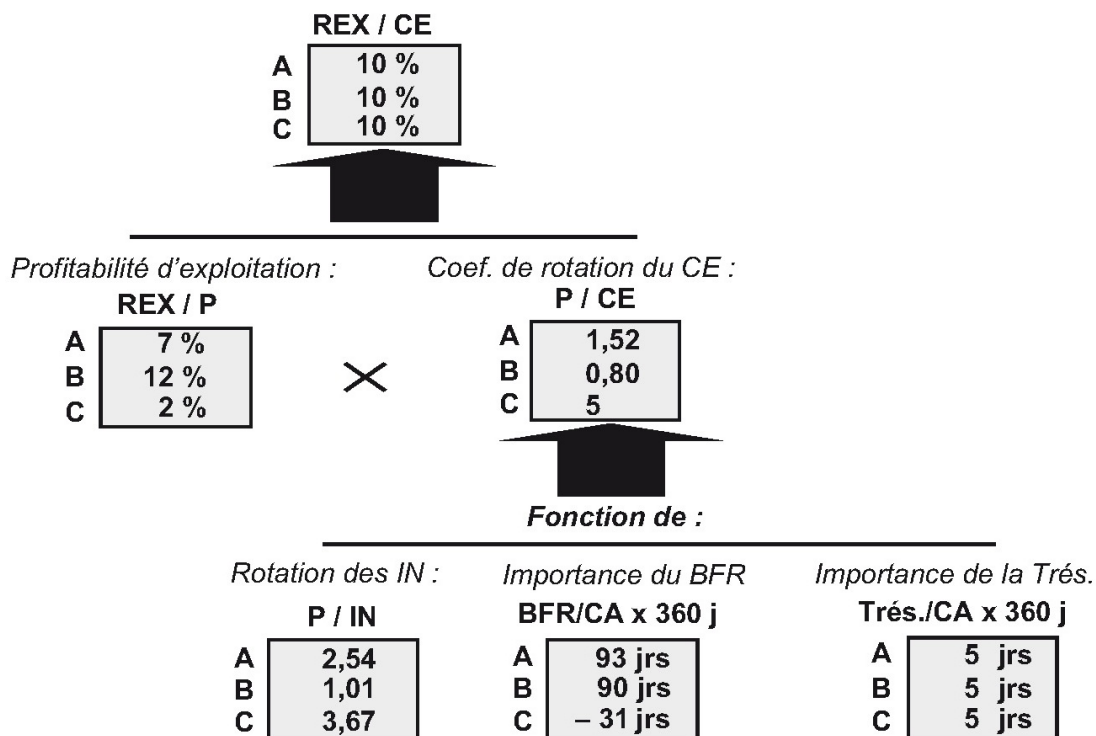 REX / CE
A 10 %
B 10 %
C 10 %
Profitabilité d'exploitation :
REX / P
A 7 %
B 12 %
C 2 %
×
Coef. de rotation du CE :
P / CE
A 1,52
B 0,80
C 5
Fonction de :
Rotation des IN :
P / IN
A 2,54
B 1,01
C 3,67
Importance du BFR
BFR/CA x 360 j
A 93 jrs
B 90 jrs
C – 31 jrs
Importance de la Trés.
Trés./CA x 360 j
A 5 jrs
B 5 jrs
C 5 jrs